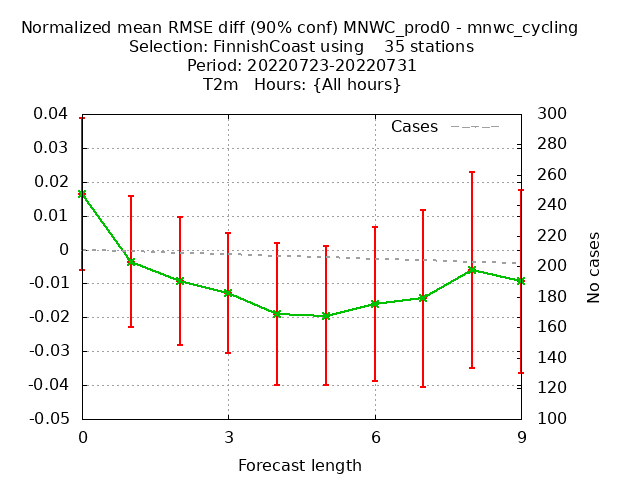 Normalized mean RMSE diff (90% conf) MNWC_prod0 - mnwc_cycling
Selection: FinnishCoast using    35 stations
Period: 20220723-20220731
T2m   Hours: {All hours}
Cases
0.04
0.03
0.02
0.01
0
-0.01
-0.02
-0.03
-0.04
-0.05
300
280
260
240
220
200
180
160
140
120
100
No cases
0 3 6 9
Forecast length